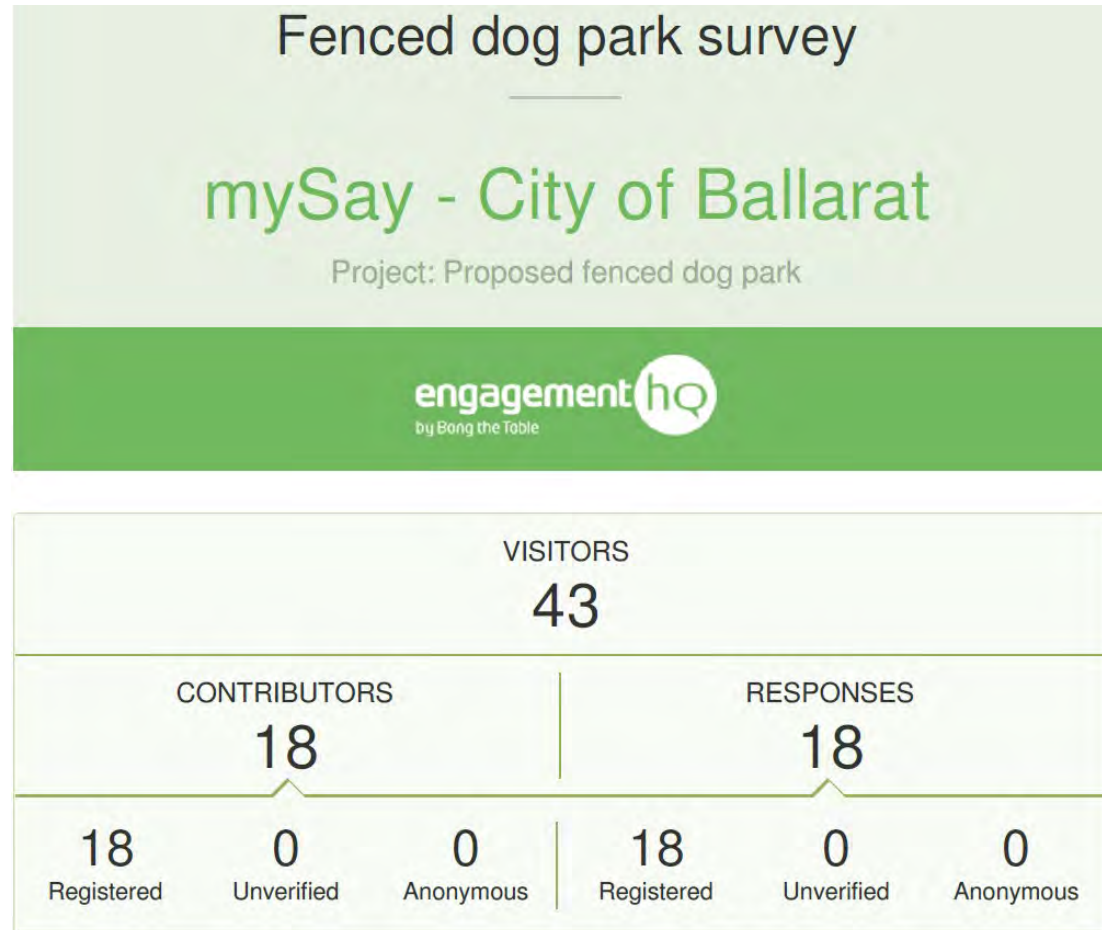 Fenced dog park survey
mySay - City of Ballarat
Project: Proposed fenced dog park
engagement hq
by Bang the Table
VISITORS
43
CONTRIBUTORS RESPONSES
18 18
18 0 0 18 0 0
Registered Unverified Anonymous Registered Unverified Anonymous